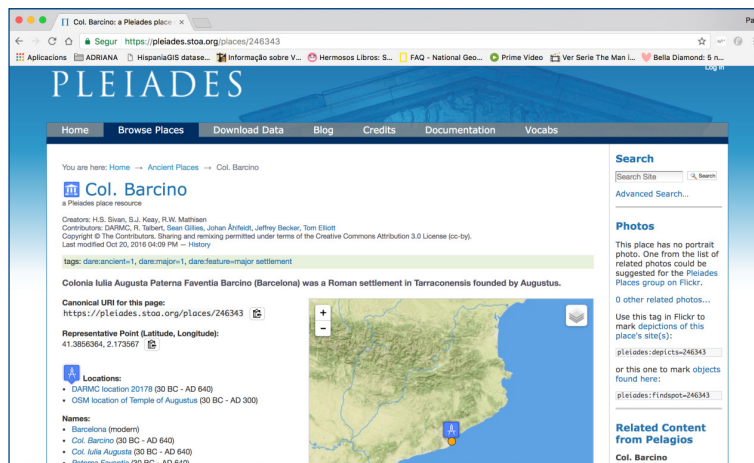 Col. Barcino: a Pleiades place
Pa
Segur https://pleiades.stoa.org/places/246343
Aplicacions ADRIANA HispaniaGIS datase... Informação sobre V... Hermosos Libros: S... FAQ - National Geo... Prime Video Ver Serie The Man i... Bella Diamond: 5 n...
PLEIADES
Log in
Home Browse Places Download Data Blog Credits Documentation Vocabs
You are here: Home → Ancient Places → Col. Barcino
Col. Barcino
a Pleiades place resource
Creators: H.S. Sivan, S.J. Keay, R.W. Mathisen
Contributors: DARMC, R. Talbert, Sean Gillies, Johan Åhlfeldt, Jeffrey Becker, Tom Elliott
Copyright © The Contributors. Sharing and remixing permitted under terms of the Creative Commons Attribution 3.0 License (cc-by).
Last modified Oct 20, 2016 04:09 PM — History
tags: dare:ancient=1, dare:major=1, dare:feature=major settlement
Colonia Iulia Augusta Paterna Faventia Barcino (Barcelona) was a Roman settlement in Tarraconensis founded by Augustus.
Canonical URI for this page:
https://pleiades.stoa.org/places/246343
Representative Point (Latitude, Longitude):
41.3856364, 2.173567
Locations:
• DARMC location 20178 (30 BC - AD 640)
• OSM location of Temple of Augustus (30 BC - AD 300)
Names:
• Barcelona (modern)
• Col. Barcino (30 BC - AD 640)
• Col. Iulia Augusta (30 BC - AD 640)
• Paterna Faventia (30 BC - AD 640)
+
-
Search
Search Site Search
Advanced Search...
Photos
This place has no portrait
photo. One from the list of
related photos could be
suggested for the Pleiades
Places group on Flickr.
0 other related photos...
Use this tag in Flickr to
mark depictions of this
place's site(s):
pleiades:depicts=246343
or this one to mark objects
found here:
pleiades:findspot=246343
Related Content
from Pelagios
Col. Barcino